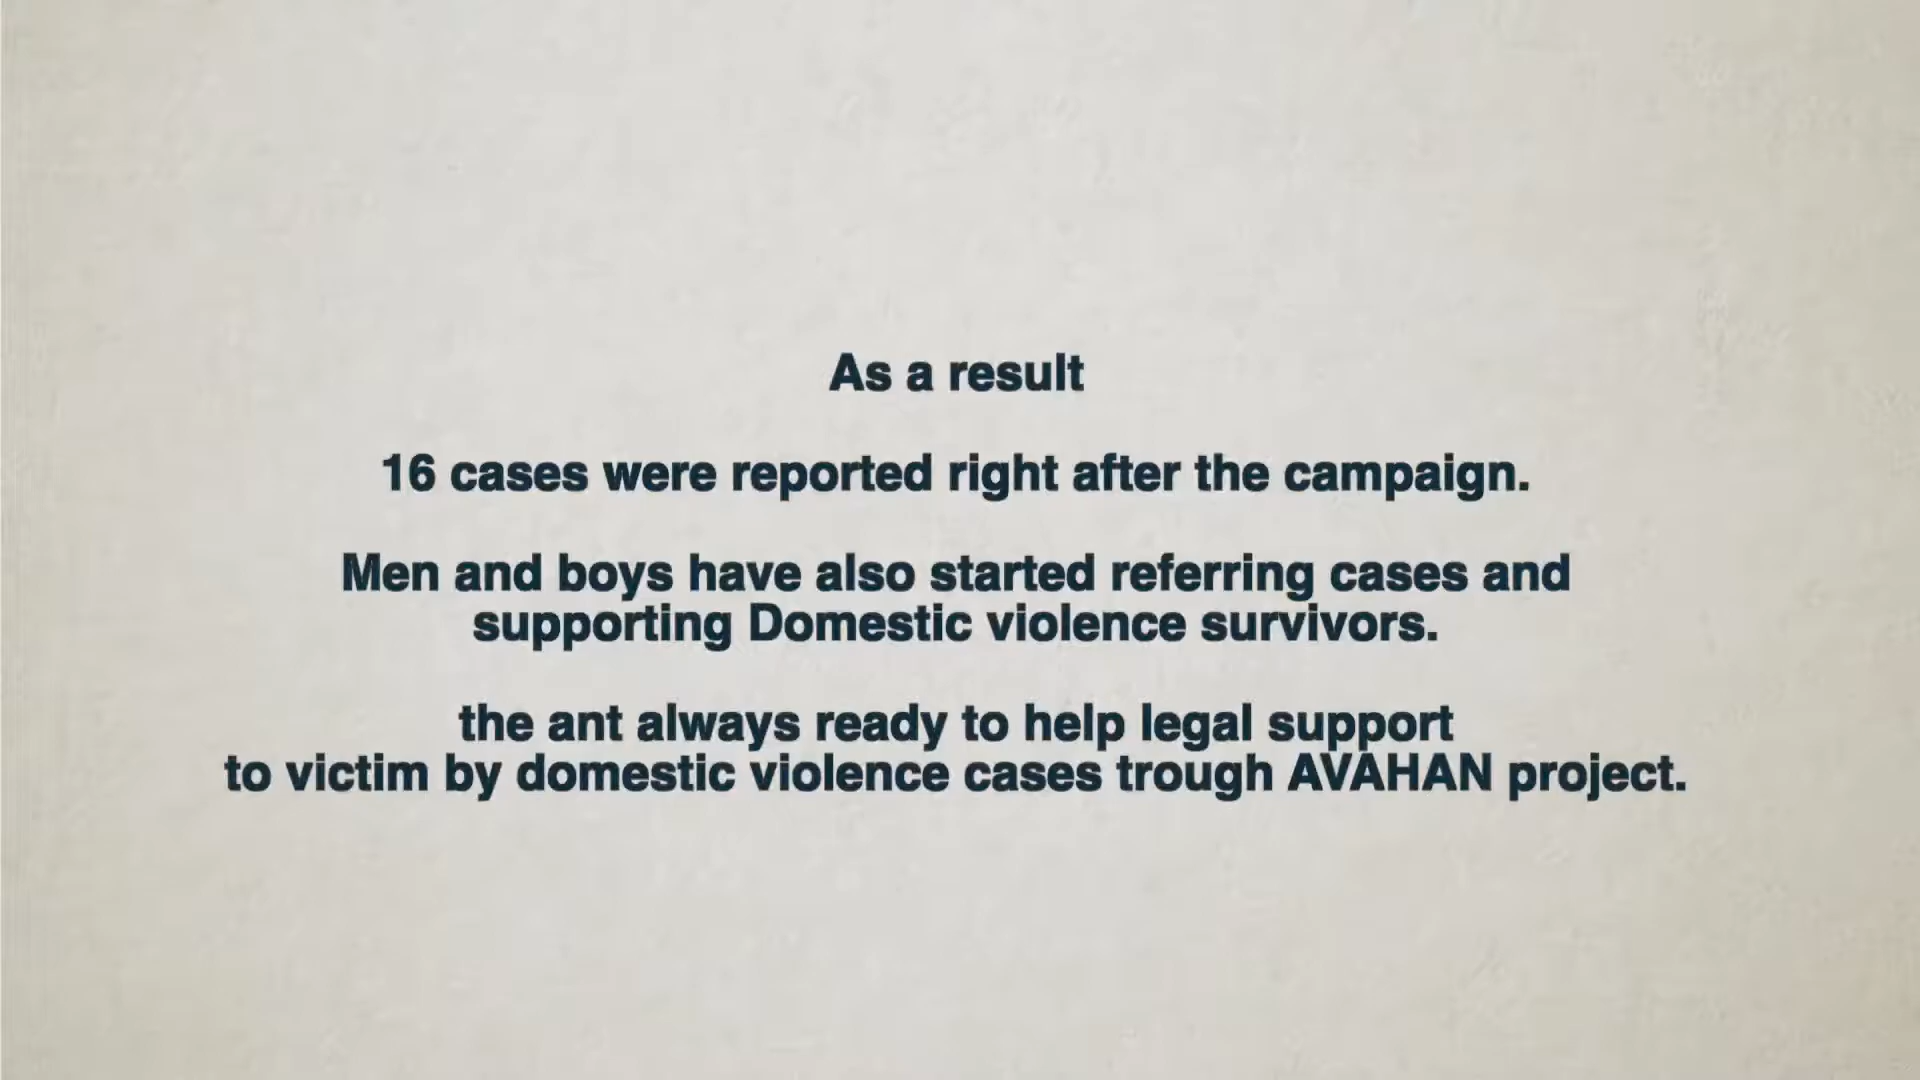 As a result
16 cases were reported right after the campaign.
Men and boys have also started referring cases and
supporting Domestic violence survivors.
the ant always ready to help legal support
to victim by domestic violence cases trough AVAHAN project.